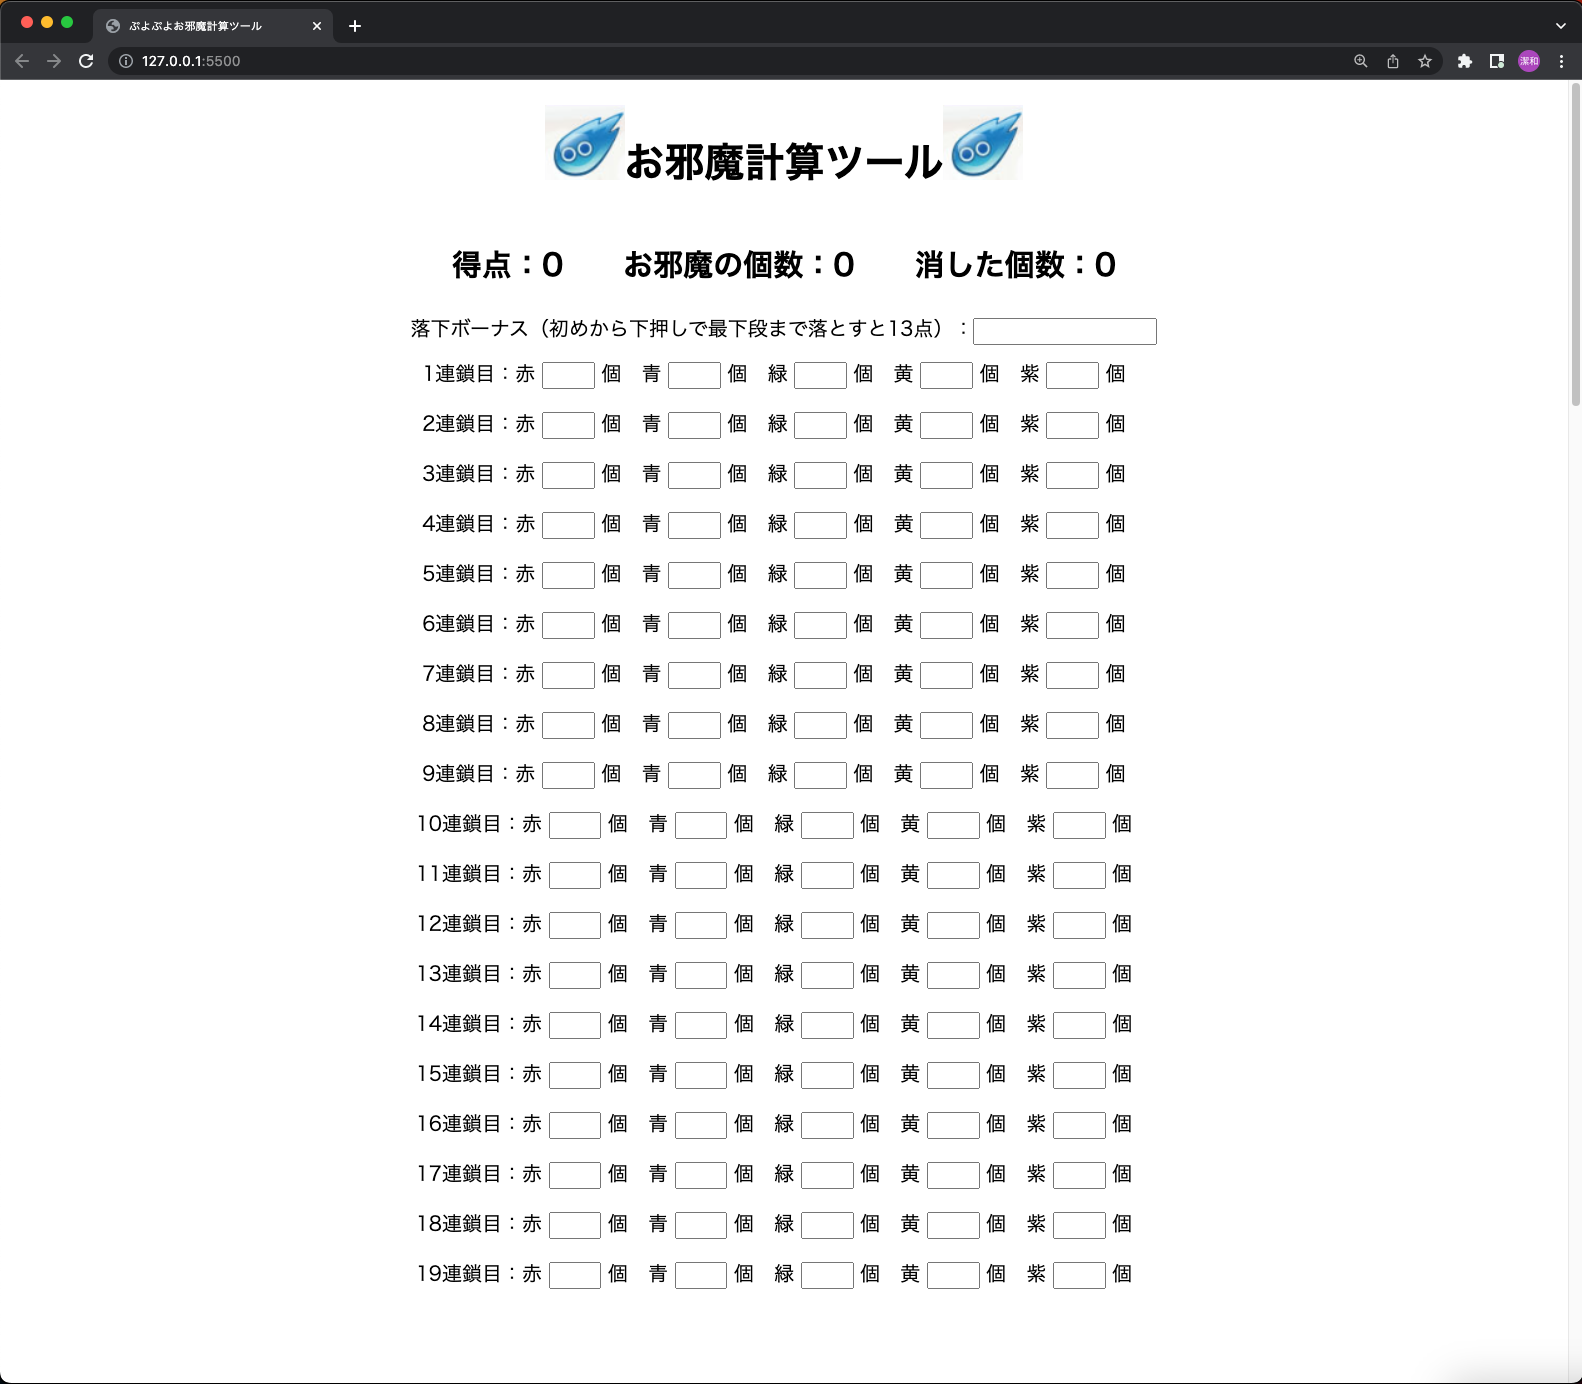 ぷよぷよお邪魔計算ツール
127.0.0.1:5500
潔和
お邪魔計算ツール
得点：0　　お邪魔の個数：0　　消した個数：0
落下ボーナス（初めから下押しで最下段まで落とすと13点）：
1連鎖目：赤 個　青 個　緑 個　黄 個　紫 個
2連鎖目：赤 個　青 個　緑 個　黄 個　紫 個
3連鎖目：赤 個　青 個　緑 個　黄 個　紫 個
4連鎖目：赤 個　青 個　緑 個　黄 個　紫 個
5連鎖目：赤 個　青 個　緑 個　黄 個　紫 個
6連鎖目：赤 個　青 個　緑 個　黄 個　紫 個
7連鎖目：赤 個　青 個　緑 個　黄 個　紫 個
8連鎖目：赤 個　青 個　緑 個　黄 個　紫 個
9連鎖目：赤 個　青 個　緑 個　黄 個　紫 個
10連鎖目：赤 個　青 個　緑 個　黄 個　紫 個
11連鎖目：赤 個　青 個　緑 個　黄 個　紫 個
12連鎖目：赤 個　青 個　緑 個　黄 個　紫 個
13連鎖目：赤 個　青 個　緑 個　黄 個　紫 個
14連鎖目：赤 個　青 個　緑 個　黄 個　紫 個
15連鎖目：赤 個　青 個　緑 個　黄 個　紫 個
16連鎖目：赤 個　青 個　緑 個　黄 個　紫 個
17連鎖目：赤 個　青 個　緑 個　黄 個　紫 個
18連鎖目：赤 個　青 個　緑 個　黄 個　紫 個
19連鎖目：赤 個　青 個　緑 個　黄 個　紫 個